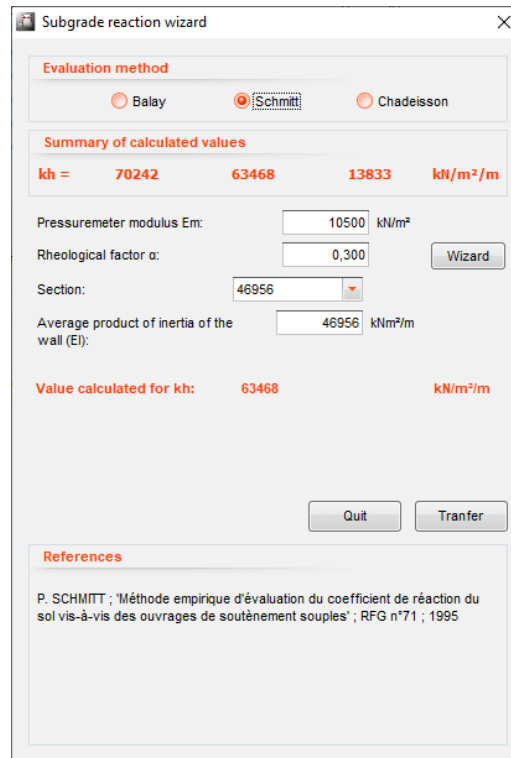 Subgrade reaction wizard
Evaluation method
Balay Schmitt Chadeisson
Summary of calculated values
kh = 70242 63468 13833 kN/m²/m
Pressuremeter modulus Em: 10500 kN/m²
Rheological factor α: 0,300 Wizard
Section: 46956
Average product of inertia of the
wall (EI): 46956 kNm²/m
Value calculated for kh: 63468 kN/m²/m
Quit Tranfer
References
P. SCHMITT ; 'Méthode empirique d'évaluation du coefficient de réaction du
sol vis-à-vis des ouvrages de soutènement souples' ; RFG n°71 ; 1995